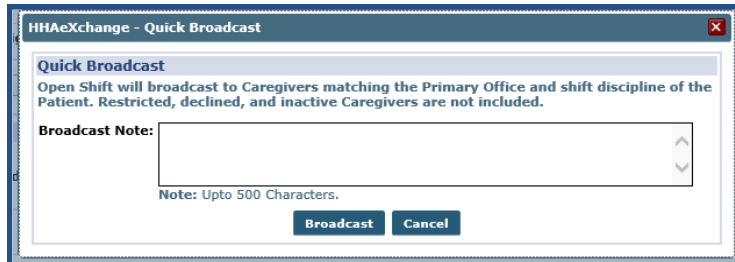 HHAeXchange - Quick Broadcast
Quick Broadcast
Open Shift will broadcast to Caregivers matching the Primary Office and shift discipline of the
Patient. Restricted, declined, and inactive Caregivers are not included.
Broadcast Note:
Note: Upto 500 Characters.
Broadcast Cancel